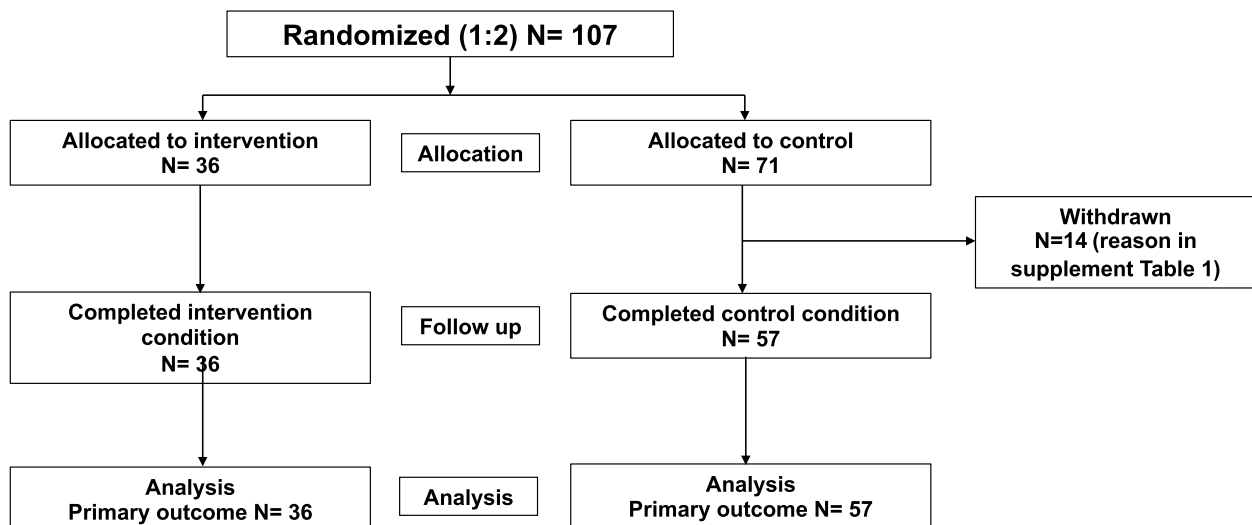 Randomized (1:2) N= 107
Allocated to intervention
N= 36
Allocation
Allocated to control
N= 71
Withdrawn
N=14 (reason in
supplement Table 1)
Completed intervention
condition
N= 36
Follow up
Completed control condition
N= 57
Analysis
Primary outcome N= 36
Analysis
Analysis
Primary outcome N= 57